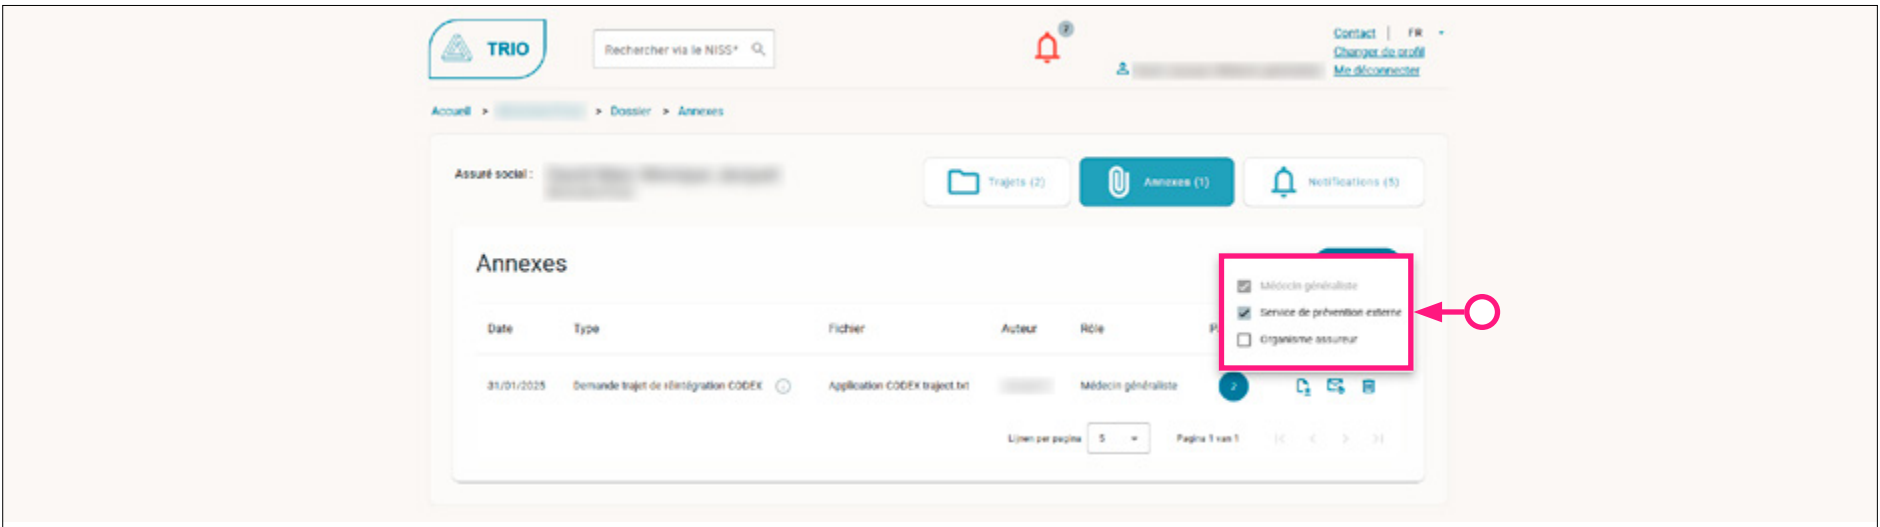 TRIO
Rechercher via le NISS*
Contact | FR
Changer de profil
Me déconnecter
Accueil > > Dossier > Annexes
Assuré social :
Trajets (2)
Annexes (1)
Notifications (5)
Annexes
Médecin généraliste
Service de prévention externe
Organisme assureur
Date Type Fichier Auteur Rôle
31/01/2025 Demande trajet de réintégration CODEX Application CODEX traject.txt Médecin généraliste 2
Lijnen per pagina 5 Pagina 1 van 1